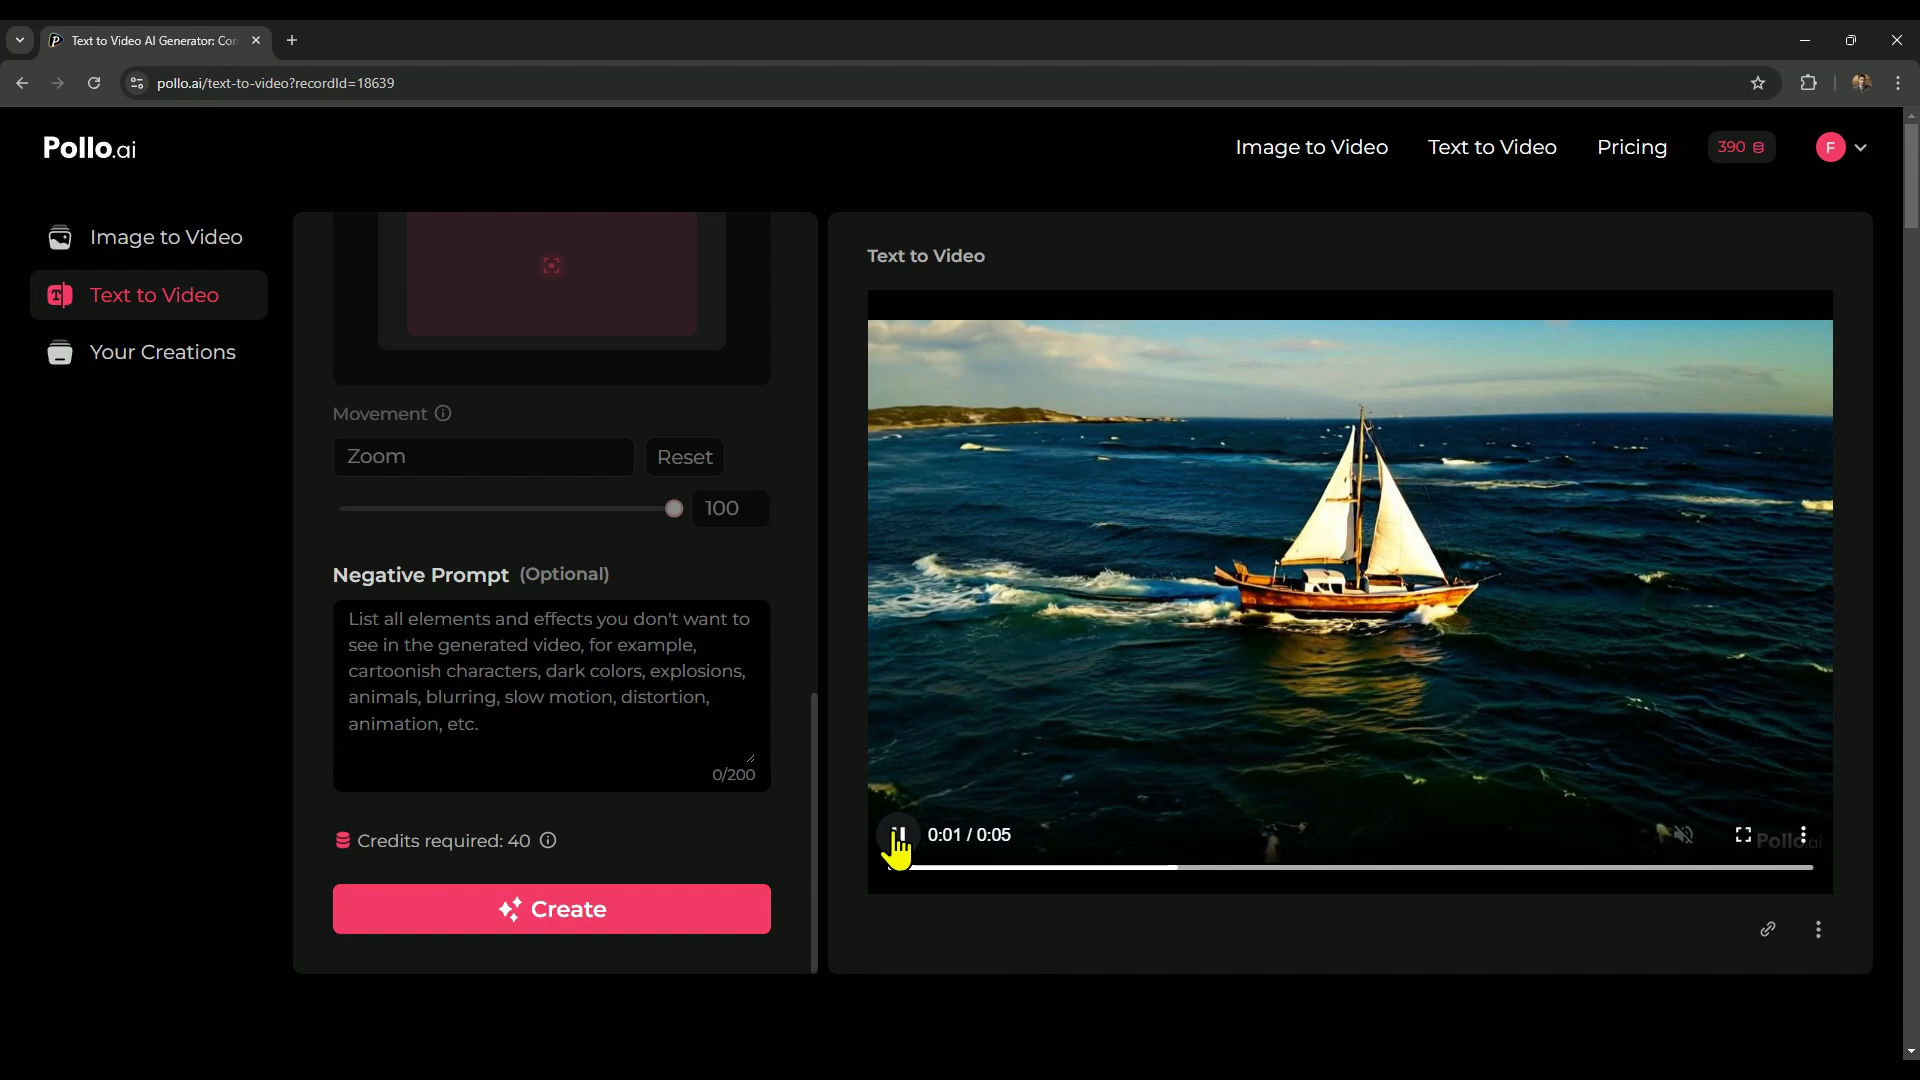 Text to Video AI Generator: Con
pollo.ai/text-to-video?recordId=18639
Pollo.ai
Image to Video
Text to Video
Pricing
390
F
Image to Video
Text to Video
Your Creations
Movement
Zoom
Reset
100
Negative Prompt (Optional)
List all elements and effects you don't want to
see in the generated video, for example,
cartoonish characters, dark colors, explosions,
animals, blurring, slow motion, distortion,
animation, etc.
0/200
Credits required: 40
Create
Text to Video
0:01 / 0:05
Pollo.ai